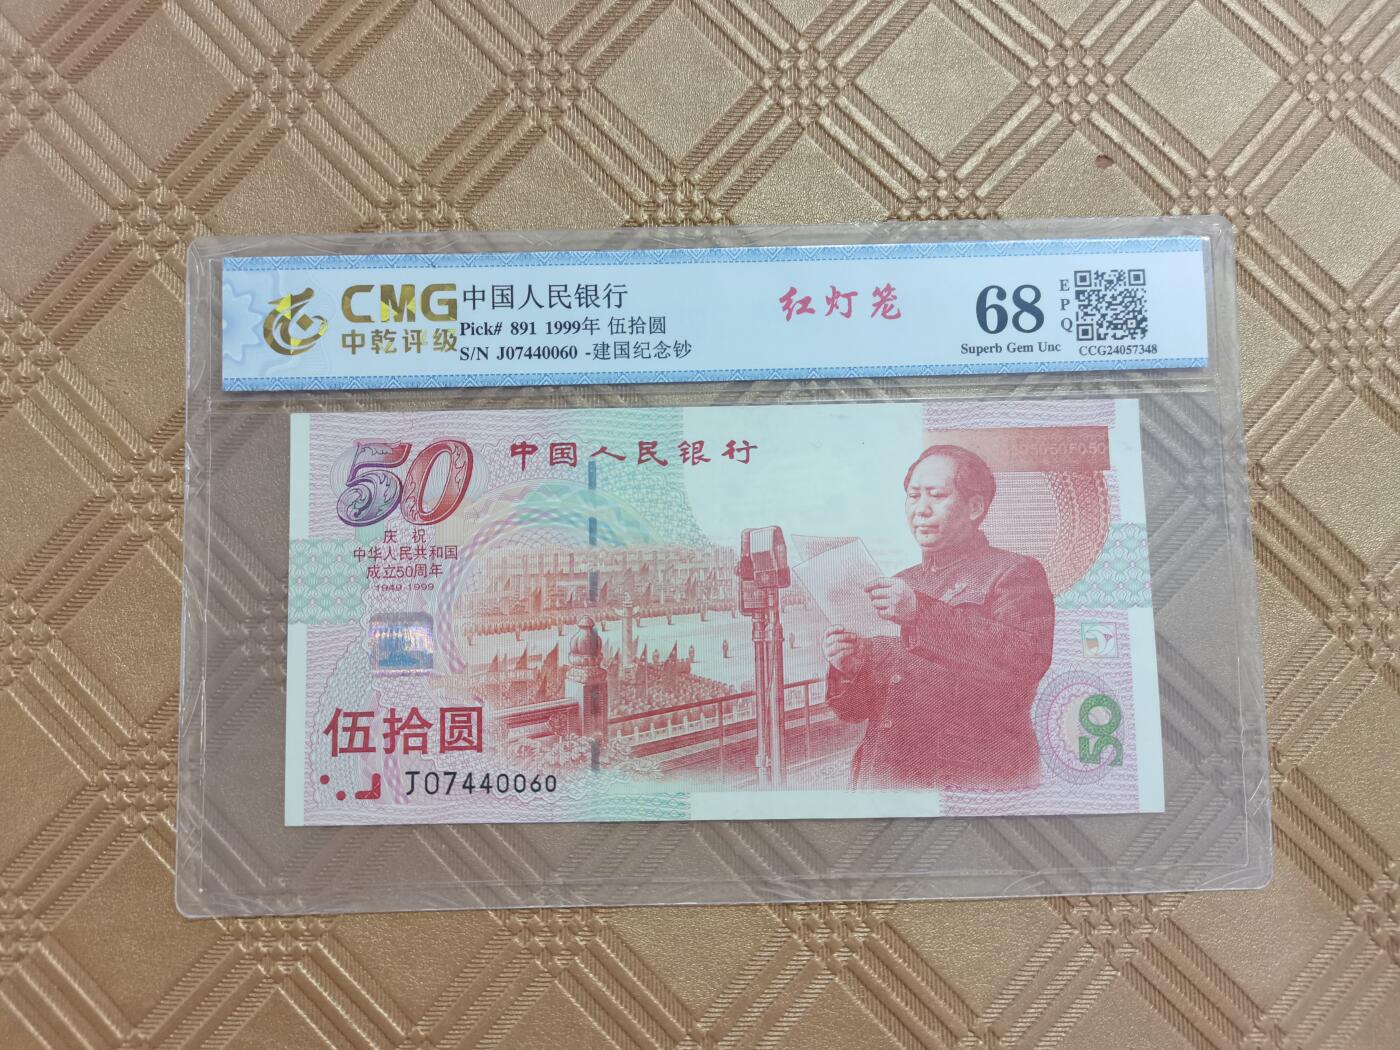 CMG
中乾评级
中国人民银行
Pick# 891 1999年 伍拾圆
S/N J07440060 -建国纪念钞
红灯笼
68
EPQ
Superb Gem Unc
CCG24057348
50
中国人民银行
庆祝
中华人民共和国
成立50周年
1949-1999
伍拾圆
J07440060
50